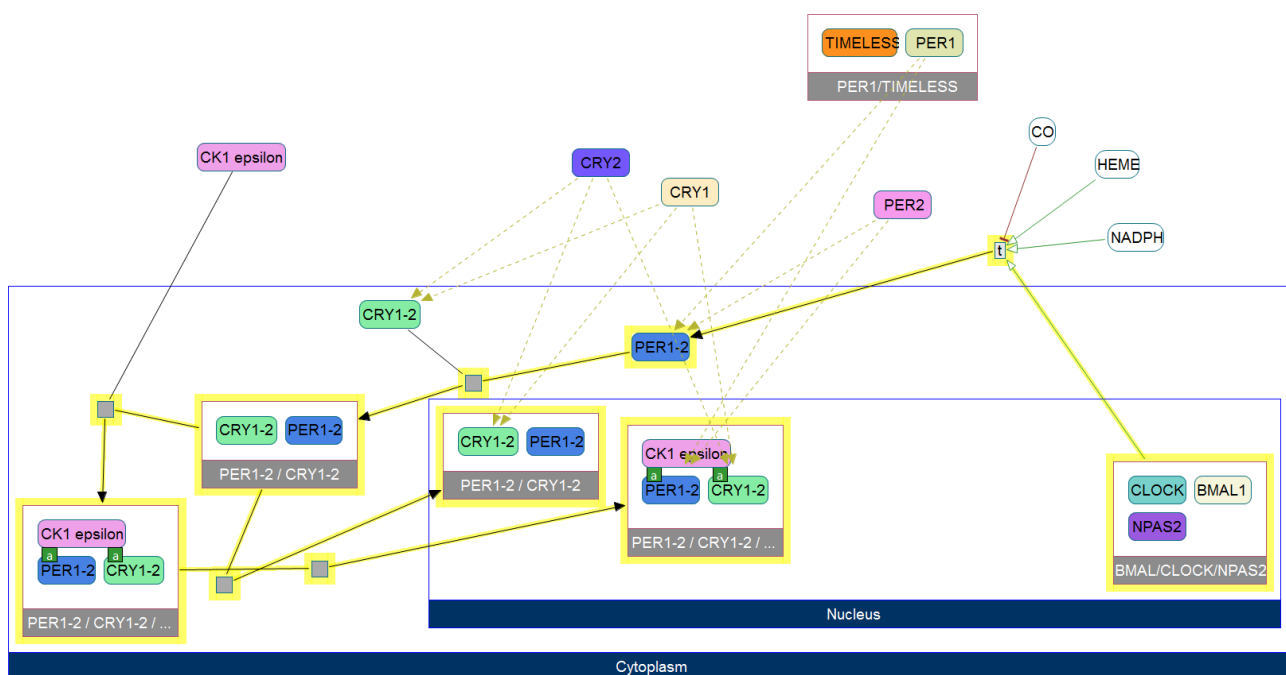 TIMELESS PER1
PER1/TIMELESS
CO
CK1 epsilon
CRY2
HEME
CRY1
PER2
NADPH
t
CRY1-2
PER1-2
CRY1-2 PER1-2
PER1-2 / CRY1-2
CRY1-2 PER1-2
PER1-2 / CRY1-2
CK1 epsilon
a a
PER1-2 CRY1-2
PER1-2 / CRY1-2 / ...
CLOCK BMAL1
NPAS2
BMAL/CLOCK/NPAS2
CK1 epsilon
a a
PER1-2 CRY1-2
PER1-2 / CRY1-2 / ...
Nucleus
Cytoplasm